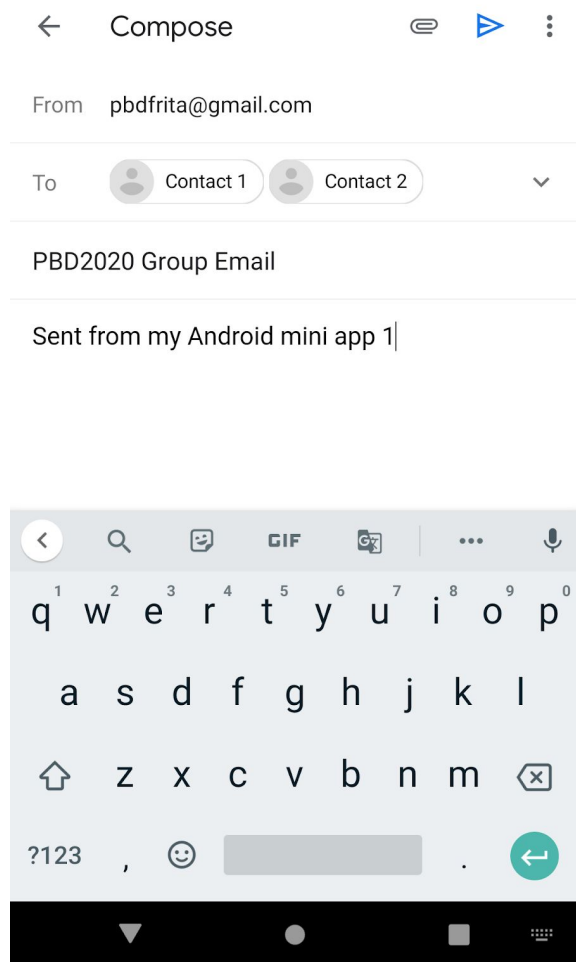 Compose
From pbdfrita@gmail.com
To Contact 1 Contact 2
PBD2020 Group Email
Sent from my Android mini app 1
GIF
1 2 3 4 5 6 7 8 9 0
q w e r t y u i o p
a s d f g h j k l
z x c v b n m
?123 , .